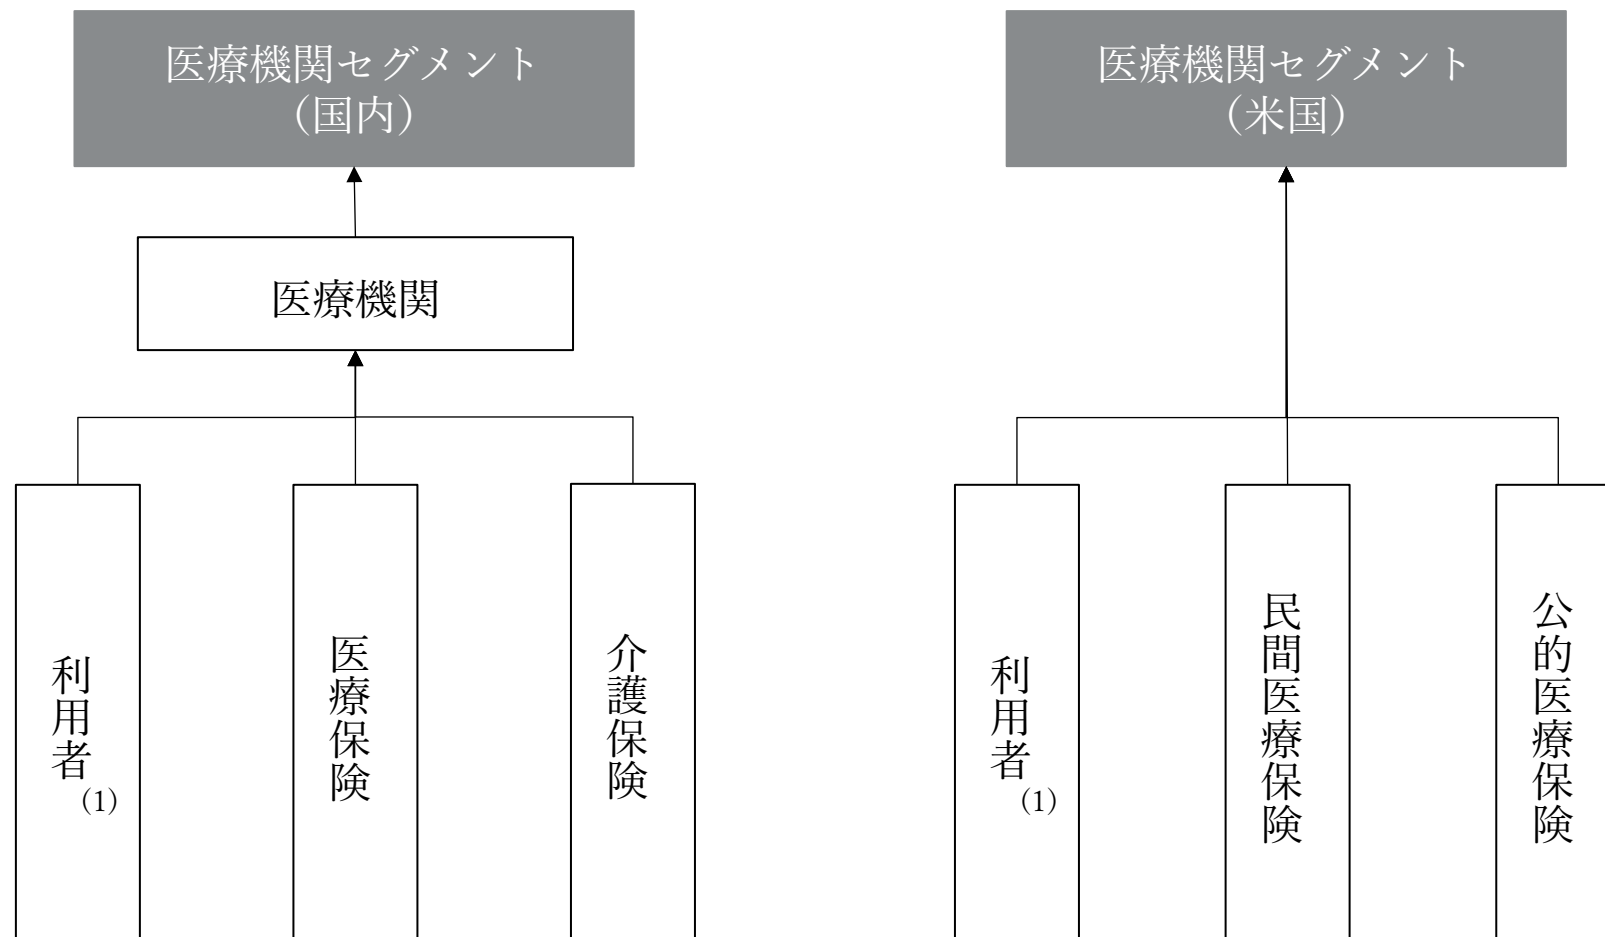 医療機関セグメント
(国内)
医療機関
利用者(1)
医療保険
介護保険
医療機関セグメント
(米国)
利用者(1)
民間医療保険
公的医療保険